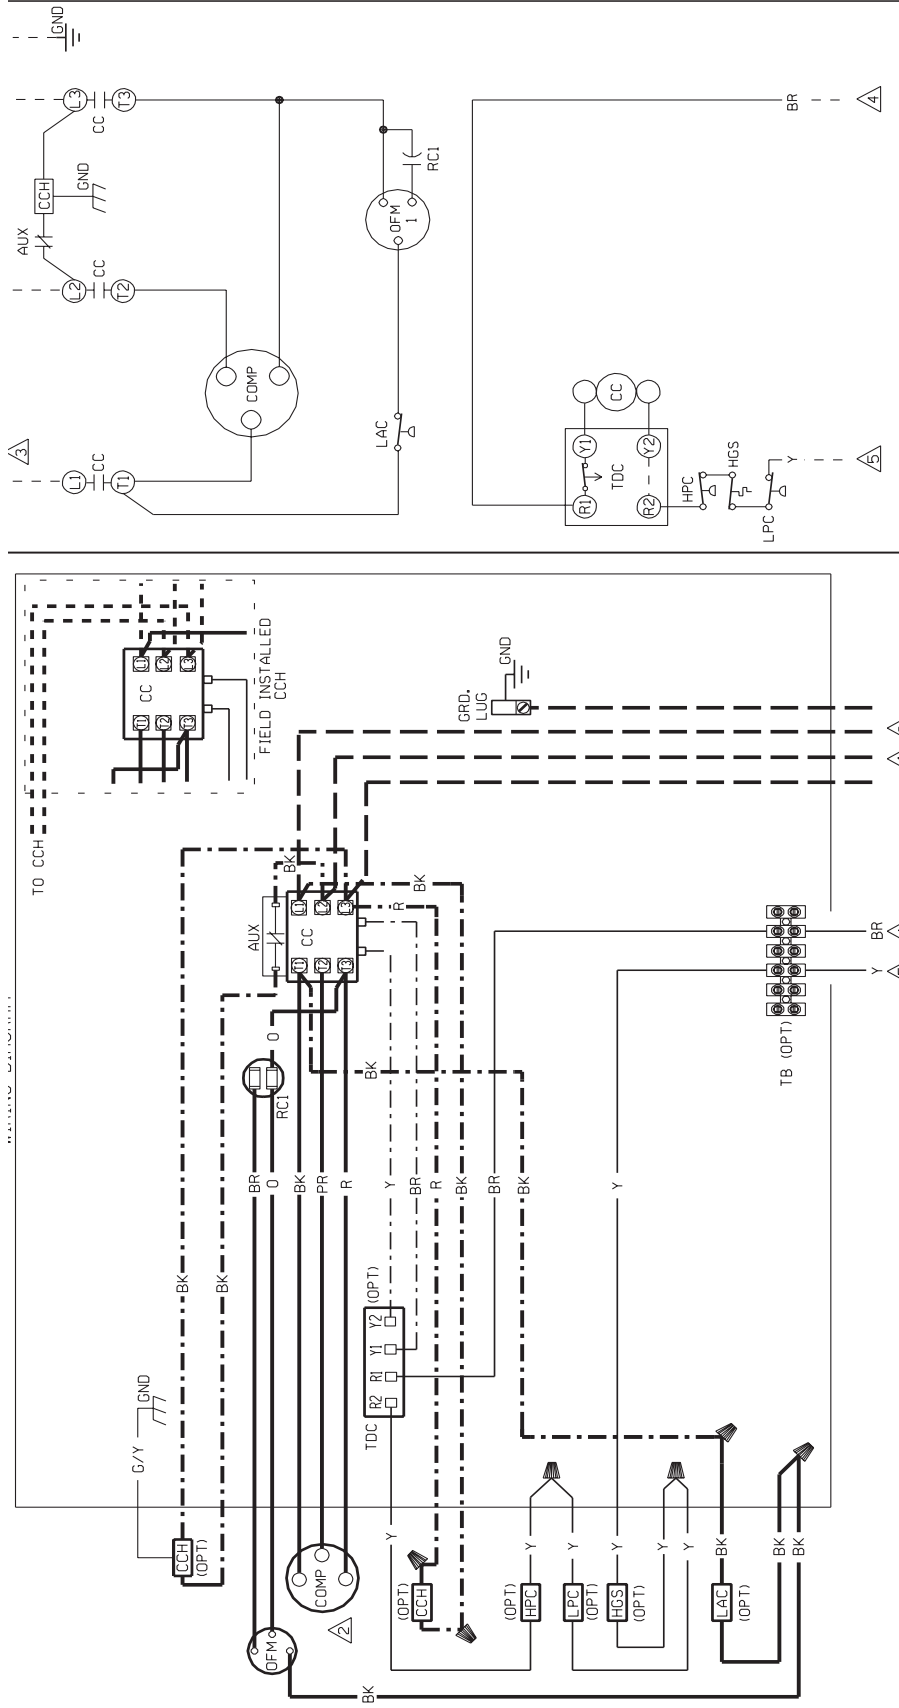 GND
L3
CC
T3
CCH
GND
AUX
L2
CC
T2
COMP
RC1
OFM
1
LAC
3
L1
CC
T1
BR
4
CC
Y1
Y2
TDC
R1
R2
HPC
HGS
LPC
Y
5
TO CCH
L1
L2
L3
CC
T1
T2
T3
FIELD INSTALLED
CCH
GRD.
LUG
GND
BK
BK
R
AUX
L1
L2
L3
CC
T1
T2
T3
O
BK
RC1
BR
Y
TB (OPT)
BK
BK
BR
O
BK
PR
R
Y
BR
R
BK
BR
BK
Y
(OPT)
Y2
Y1
R1
R2
TDC
GND
G/Y
CCH
(OPT)
COMP
2
OFM
BK
Y
(OPT)
CCH
Y
(OPT)
HPC
Y
LPC
(OPT)
Y
HGS
(OPT)
Y
Y
BK
LAC
(OPT)
BK
BK